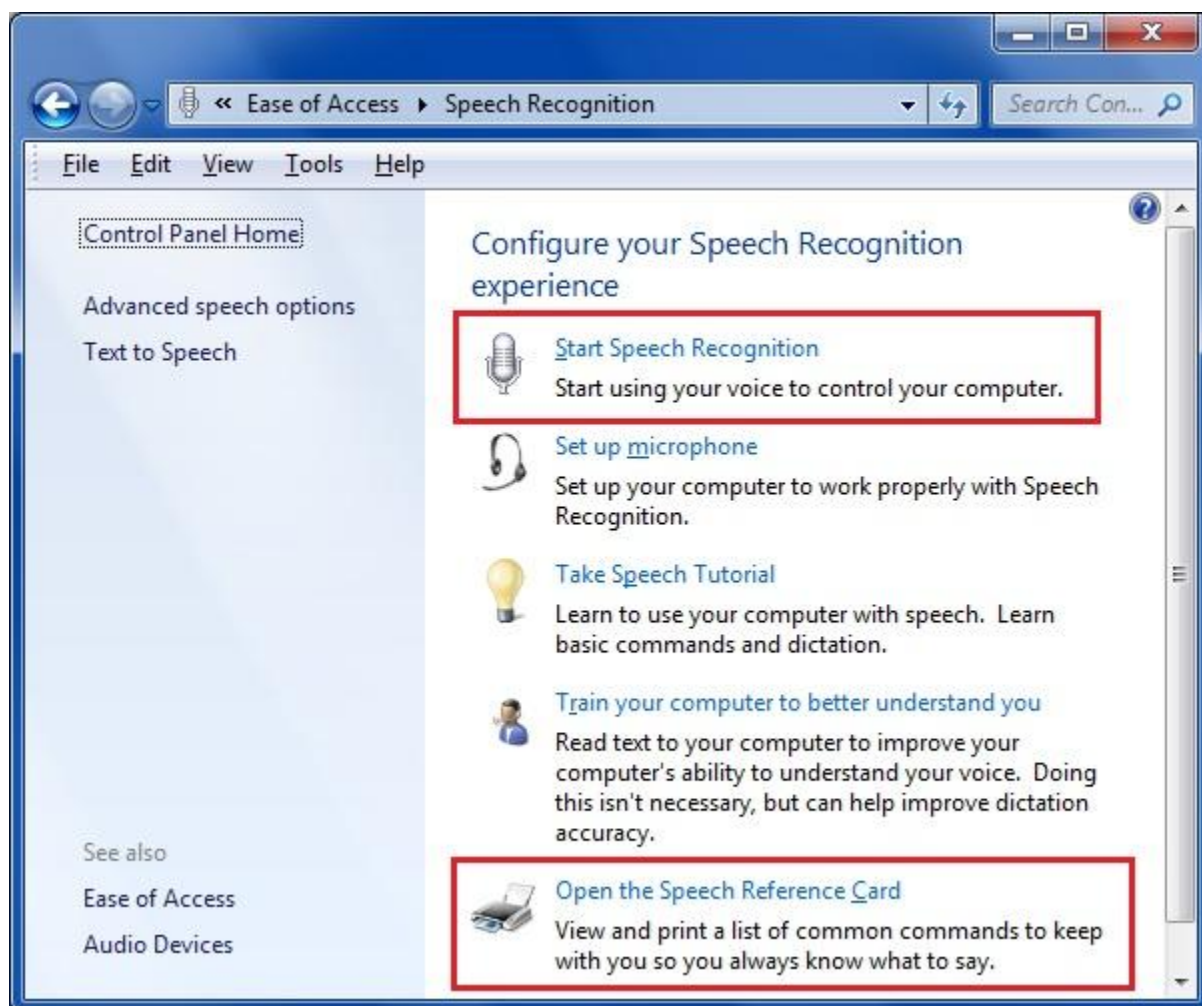 « Ease of Access ▸ Speech Recognition
Search Con...
File Edit View Tools Help
Control Panel Home
Advanced speech options
Text to Speech
See also
Ease of Access
Audio Devices
Configure your Speech Recognition
experience
Start Speech Recognition
Start using your voice to control your computer.
Set up microphone
Set up your computer to work properly with Speech
Recognition.
Take Speech Tutorial
Learn to use your computer with speech.  Learn
basic commands and dictation.
Train your computer to better understand you
Read text to your computer to improve your
computer's ability to understand your voice.  Doing
this isn't necessary, but can help improve dictation
accuracy.
Open the Speech Reference Card
View and print a list of common commands to keep
with you so you always know what to say.